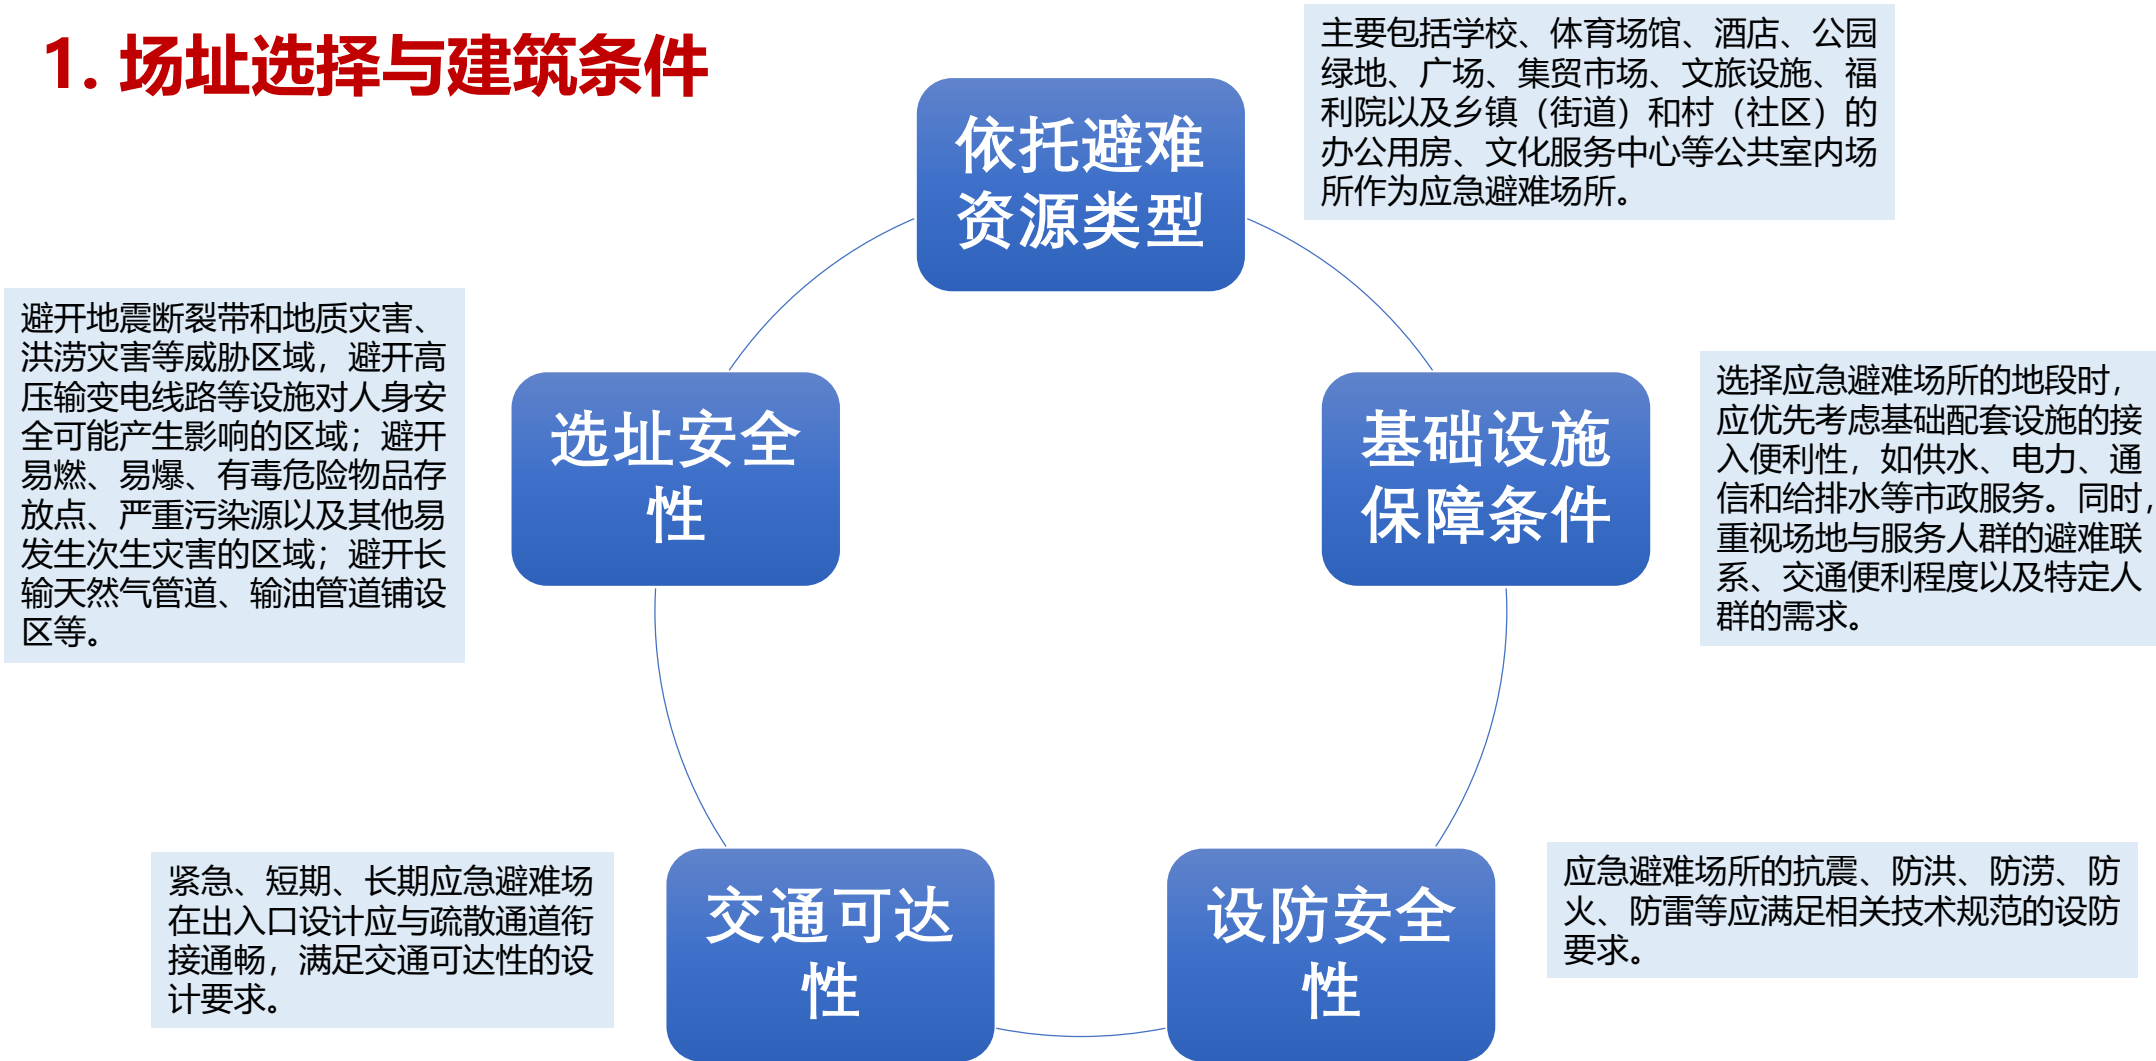 1. 场址选择与建筑条件
依托避难
资源类型
主要包括学校、体育场馆、酒店、公园
绿地、广场、集贸市场、文旅设施、福
利院以及乡镇（街道）和村（社区）的
办公用房、文化服务中心等公共室内场
所作为应急避难场所。
基础设施
保障条件
选择应急避难场所的地段时，
应优先考虑基础配套设施的接
入便利性，如供水、电力、通
信和给排水等市政服务。同时，
重视场地与服务人群的避难联
系、交通便利程度以及特定人
群的需求。
设防安全
性
应急避难场所的抗震、防洪、防涝、防
火、防雷等应满足相关技术规范的设防
要求。
交通可达
性
紧急、短期、长期应急避难场
在出入口设计应与疏散通道衔
接通畅，满足交通可达性的设
计要求。
选址安全
性
避开地震断裂带和地质灾害、
洪涝灾害等威胁区域，避开高
压输变电线路等设施对人身安
全可能产生影响的区域；避开
易燃、易爆、有毒危险物品存
放点、严重污染源以及其他易
发生次生灾害的区域；避开长
输天然气管道、输油管道铺设
区等。